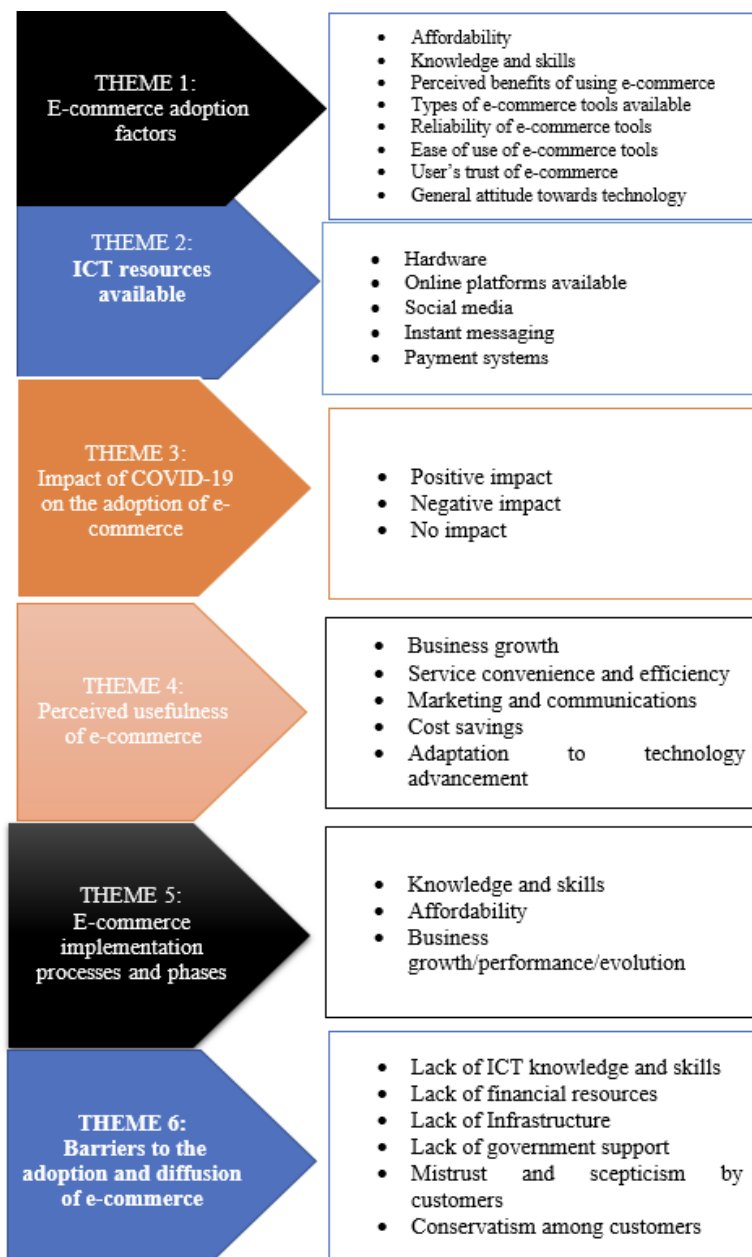 THEME 1:
E-commerce adoption
factors
• Affordability
• Knowledge and skills
• Perceived benefits of using e-commerce
• Types of e-commerce tools available
• Reliability of e-commerce tools
• Ease of use of e-commerce tools
• User's trust of e-commerce
• General attitude towards technology
THEME 2:
ICT resources
available
• Hardware
• Online platforms available
• Social media
• Instant messaging
• Payment systems
THEME 3:
Impact of COVID-19
on the adoption of e-
commerce
• Positive impact
• Negative impact
• No impact
THEME 4:
Perceived usefulness
of e-commerce
• Business growth
• Service convenience and efficiency
• Marketing and communications
• Cost savings
• Adaptation to technology
advancement
THEME 5:
E-commerce
implementation
processes and phases
• Knowledge and skills
• Affordability
• Business
growth/performance/evolution
THEME 6:
Barriers to the
adoption and diffusion
of e-commerce
• Lack of ICT knowledge and skills
• Lack of financial resources
• Lack of Infrastructure
• Lack of government support
• Mistrust and scepticism by
customers
• Conservatism among customers